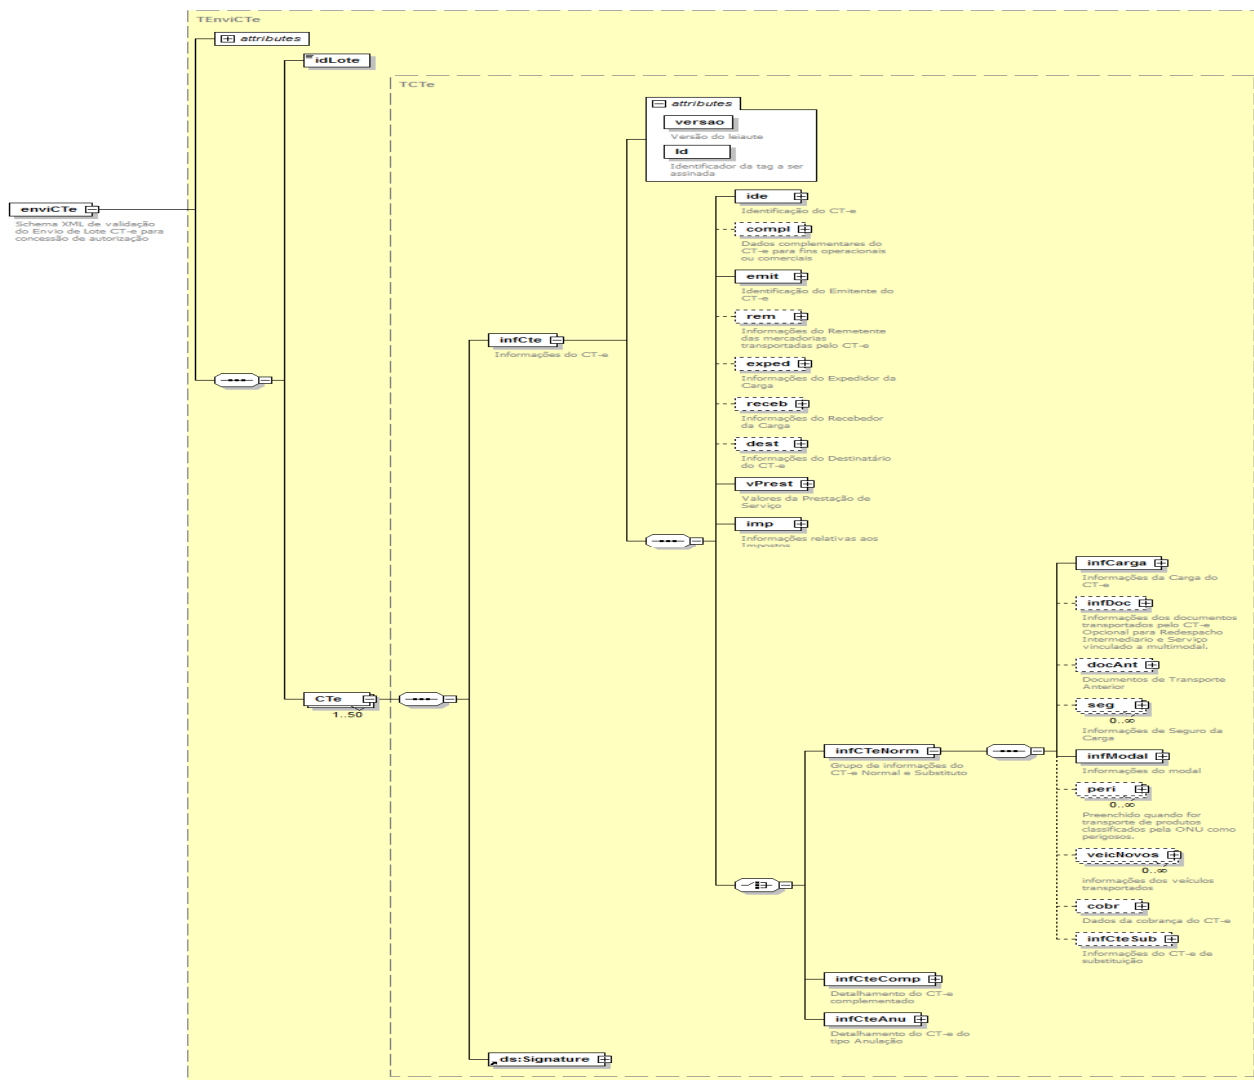 TEnviCTe
attributes
idLote
TCTe
attributes
versao
Versão do leiaute
Id
Identificador da tag a ser
assinada
enviCTe
Schema XML de validação
do Envio de Lote CT-e para
concessão de autorização
ide
Identificação do CT-e
compl
Dados complementares do
CT-e para fins operacionais
ou comerciais
emit
Identificação do Emitente do
CT-e
rem
Informações do Remetente
das mercadorias
transportadas pelo CT-e
infCte
Informações do CT-e
exped
Informações do Expedidor da
Carga
receb
Informações do Recebedor
da Carga
dest
Informações do Destinatário
do CT-e
vPrest
Valores da Prestação de
Serviço
imp
Informações relativas aos
Impostos
infCarga
Informações da Carga do
CT-e
infDoc
Informações dos documentos
transportados pelo CT-e
Opcional para Redespacho
Intermediario e Serviço
vinculado a multimodal.
docAnt
Documentos de Transporte
Anterior
CTe
1..50
seg
0..∞
Informações de Seguro da
Carga
infCTeNorm
Grupo de informações do
CT-e Normal e Substituto
infModal
Informações do modal
peri
0..∞
Preenchido quando for
transporte de produtos
classificados pela ONU como
perigosos.
veicNovos
0..∞
informações dos veículos
transportados
cobr
Dados da cobrança do CT-e
infCteSub
Informações do CT-e de
substituição
infCteComp
Detalhamento do CT-e
complementado
infCteAnu
Detalhamento do CT-e do
tipo Anulação
ds:Signature